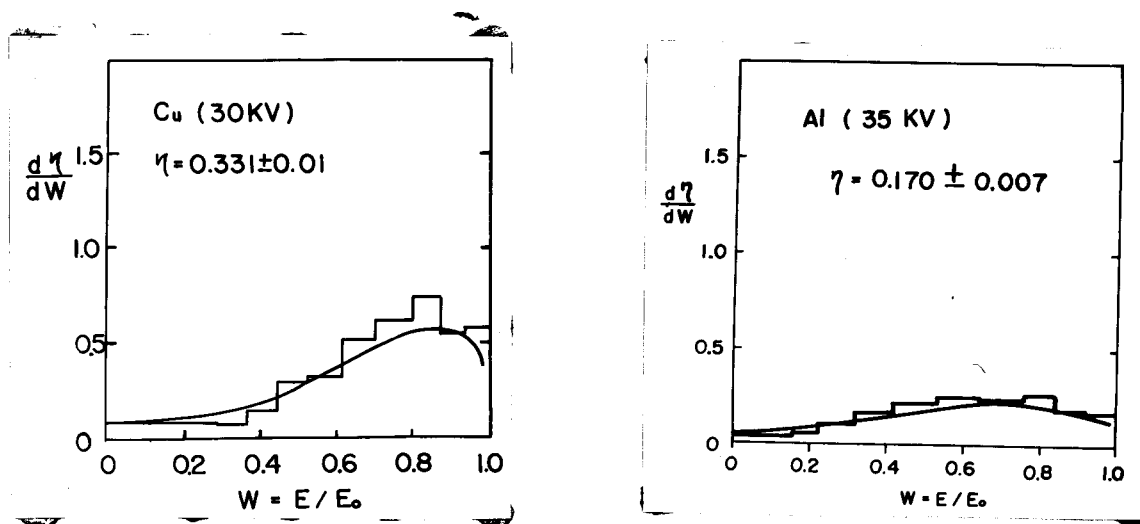 Cu (30KV)
η = 0.331±0.01
dη
dW
1.5
1.0
0.5
0
0 0.2 0.4 0.6 0.8 1.0
W = E / E₀
Al ( 35 KV)
η = 0.170 ± 0.007
dη
dW
1.5
1.0
0.5
0
0 0.2 0.4 0.6 0.8 1.0
W = E / E₀